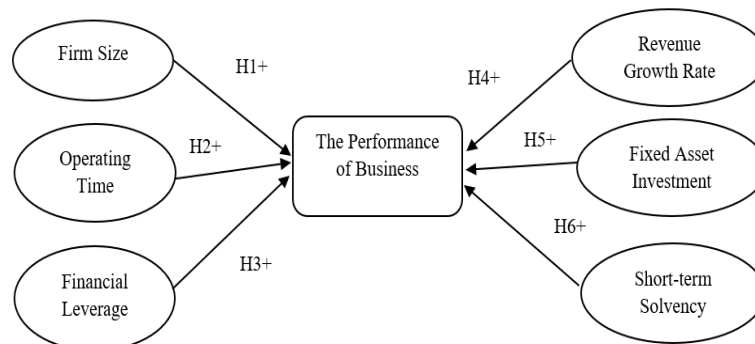 Firm Size
H1+
Operating
Time
H2+
Financial
Leverage
H3+
The Performance
of Business
Revenue
Growth Rate
H4+
Fixed Asset
Investment
H5+
Short-term
Solvency
H6+